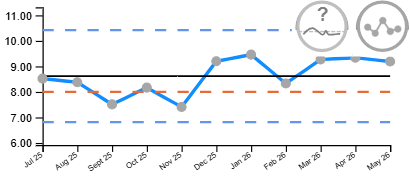 ?
11.00
10.00
9.00
8.00
7.00
6.00
Jul 25
Aug 25
Sept 25
Oct 25
Nov 25
Dec 25
Jan 26
Feb 26
Mar 26
Apr 26
May 26